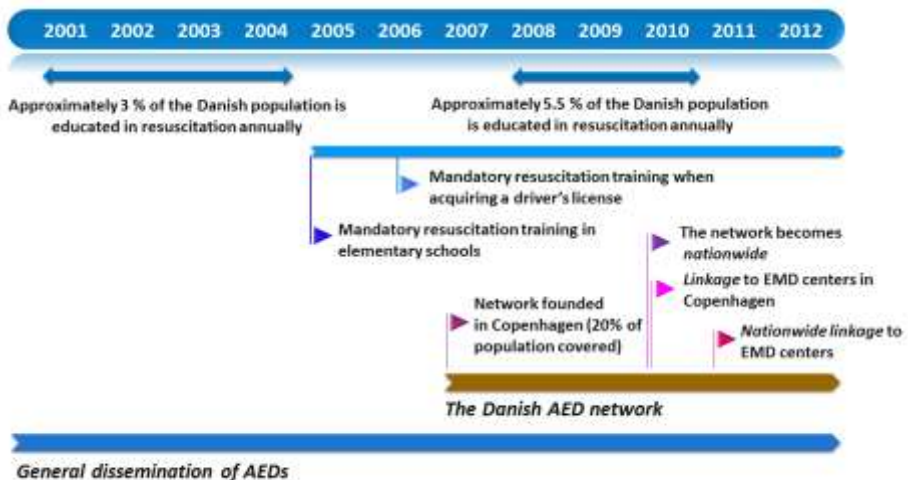 2001 2002 2003 2004 2005 2006 2007 2008 2009 2010 2011 2012
Approximately 3 % of the Danish population is
educated in resuscitation annually
Approximately 5.5 % of the Danish population
is educated in resuscitation annually
Mandatory resuscitation training when
acquiring a driver's license
Mandatory resuscitation training in
elementary schools
The network becomes
nationwide
Linkage to EMD centers in
Copenhagen
Network founded
in Copenhagen (20% of
population covered)
Nationwide linkage to
EMD centers
The Danish AED network
General dissemination of AEDs